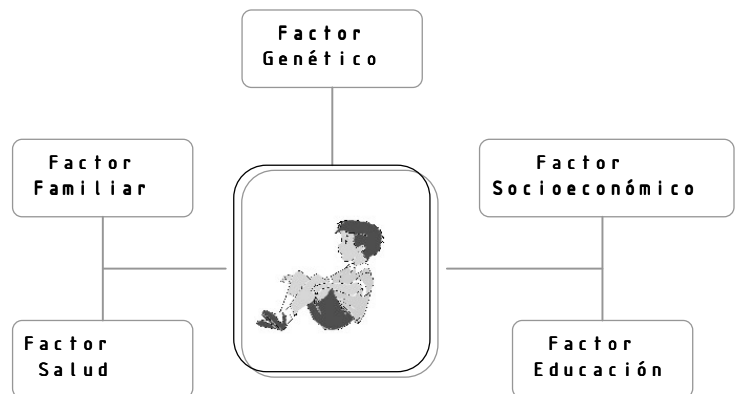 Factor
Genético
Factor
Familiar
Factor
Socioeconómico
Factor
Salud
Factor
Educación